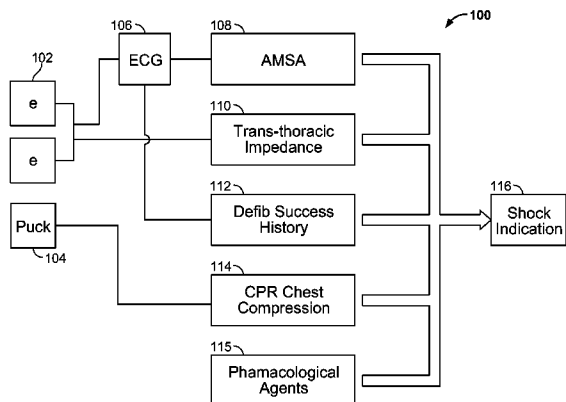 100
106
108
ECG
AMSA
102
e
110
Trans-thoracic
Impedance
e
112
Defib Success
History
116
Shock
Indication
Puck
104
114
CPR Chest
Compression
115
Phamacological
Agents